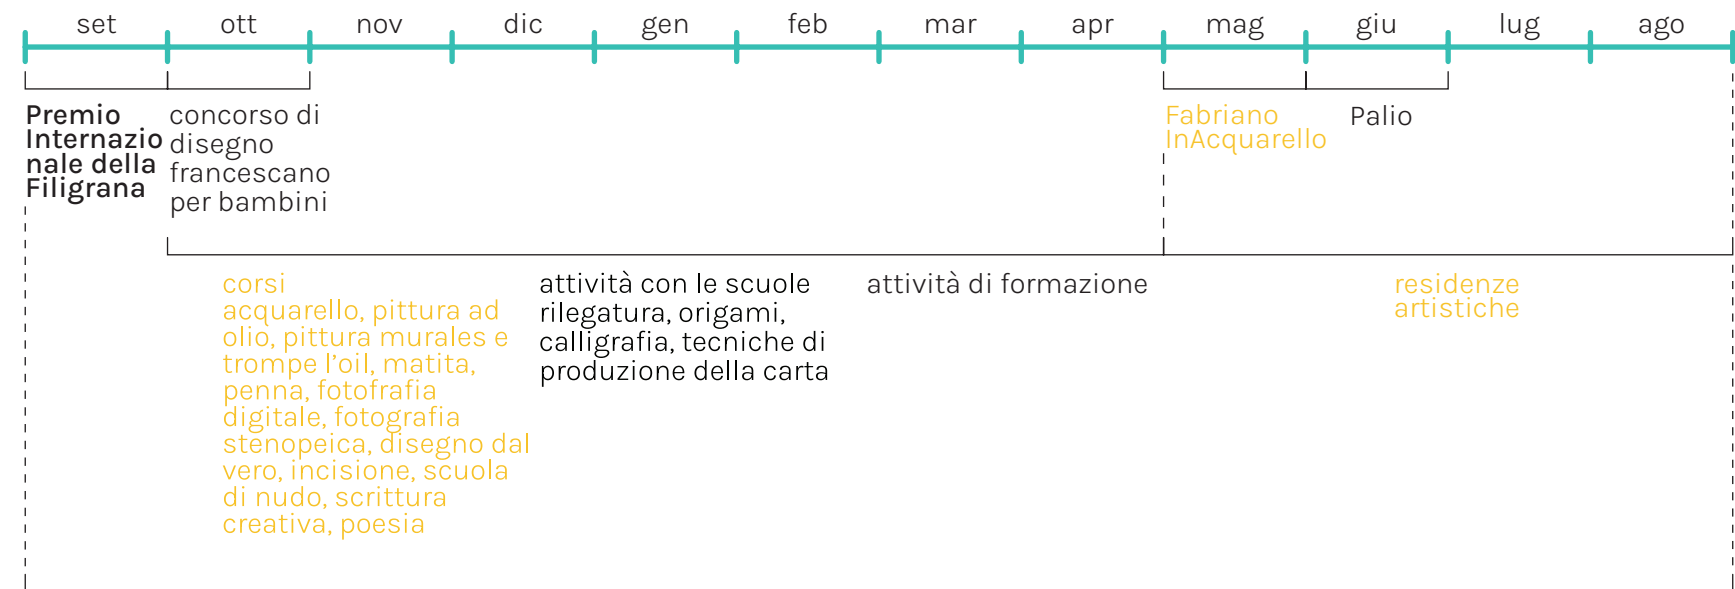 set ott nov dic gen feb mar apr mag giu lug ago
Premio
Internazio
nale della
Filigrana
concorso di
disegno
francescano
per bambini
Fabriano
InAcquarello
Palio
corsi
acquarello, pittura ad
olio, pittura murales e
trompe l'oil, matita,
penna, fotofrafia
digitale, fotografia
stenopeica, disegno dal
vero, incisione, scuola
di nudo, scrittura
creativa, poesia
attività con le scuole
rilegatura, origami,
calligrafia, tecniche di
produzione della carta
attività di formazione
residenze
artistiche